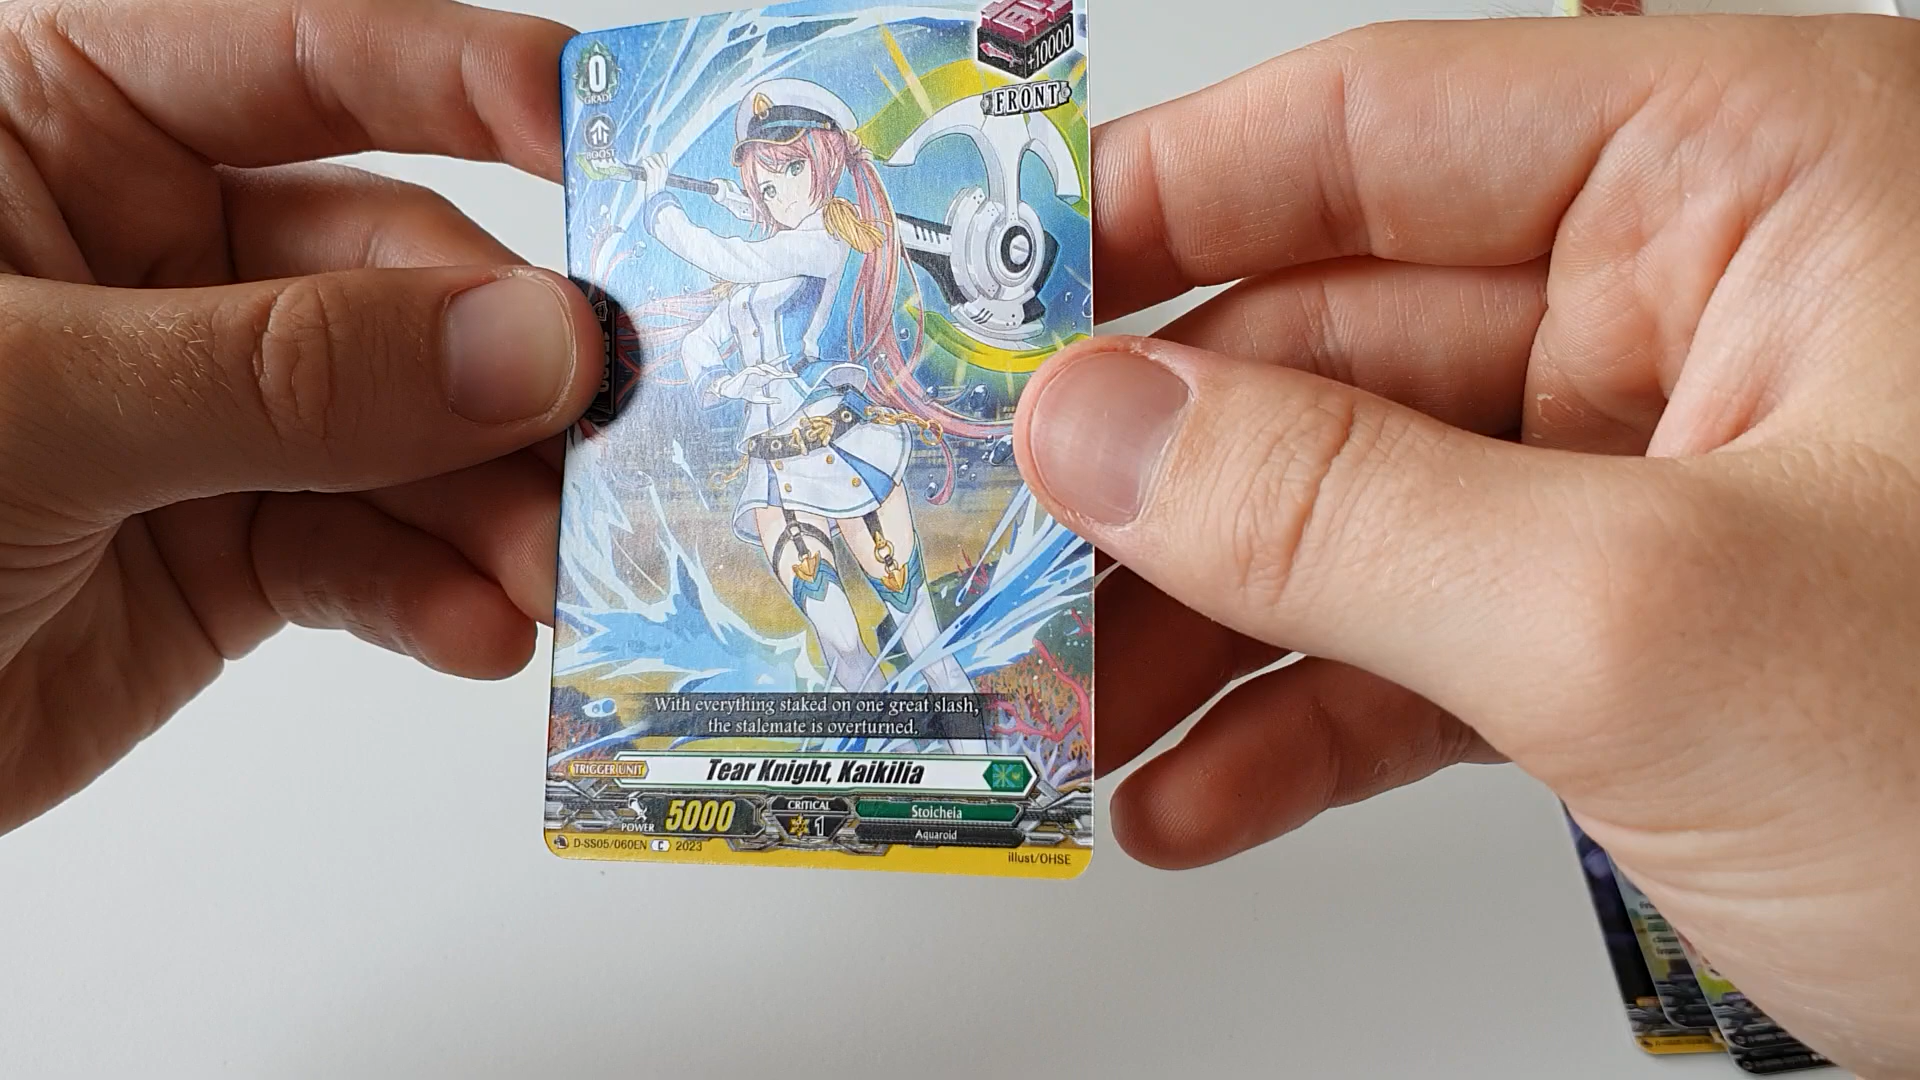 0
GRADE
BOOST
+10000
FRONT
With everything staked on one great slash,
the stalemate is overturned.
TRIGGER UNIT
Tear Knight, Kaikilia
POWER 5000
CRITICAL
1
Stoicheia
Aquaroid
D-SS05/060EN C 2023
illust/OHSE